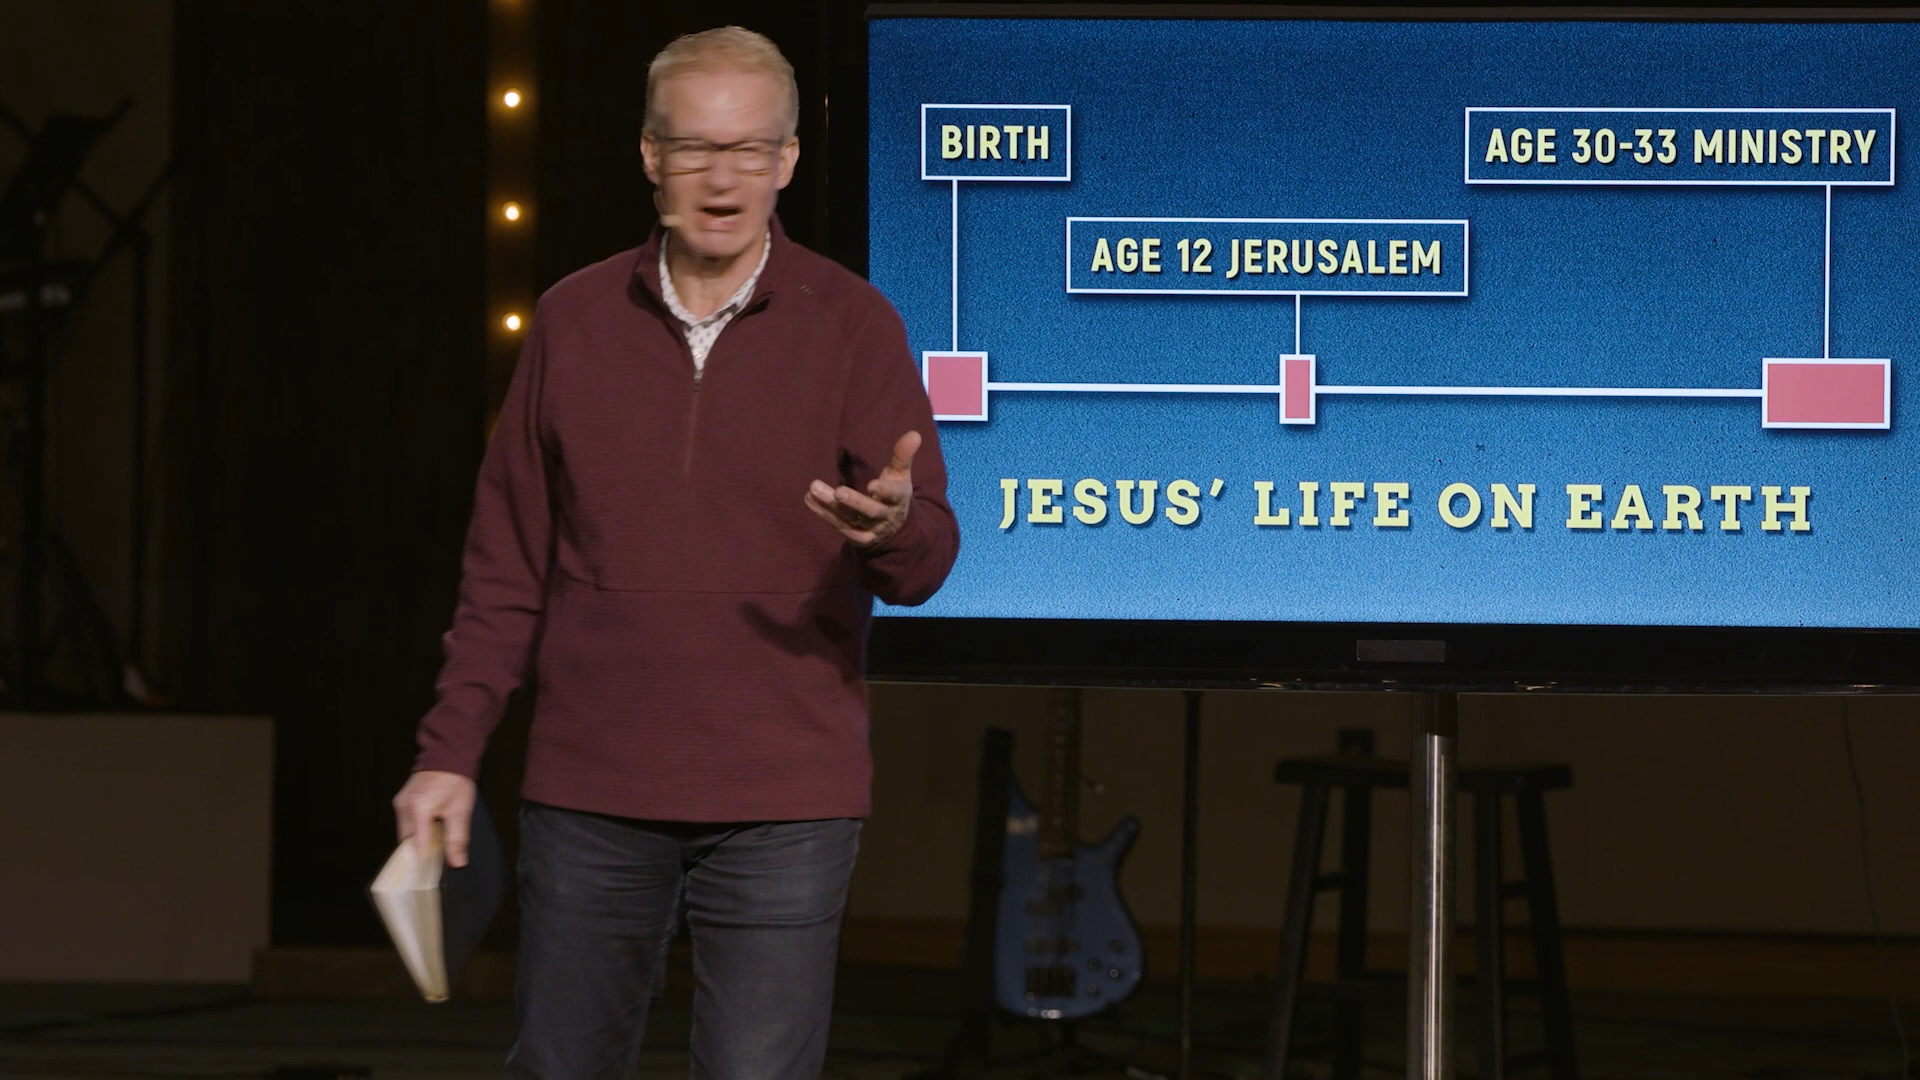 BIRTH
AGE 30-33 MINISTRY
AGE 12 JERUSALEM
JESUS' LIFE ON EARTH